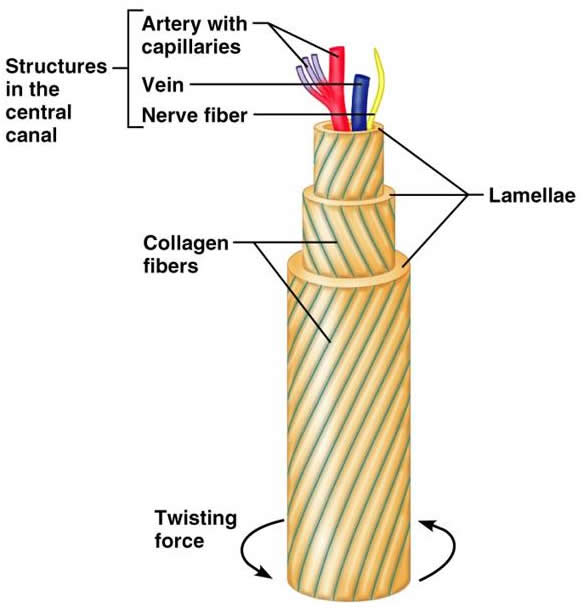 Structures
in the
central
canal
Artery with
capillaries
Vein
Nerve fiber
Lamellae
Collagen
fibers
Twisting
force